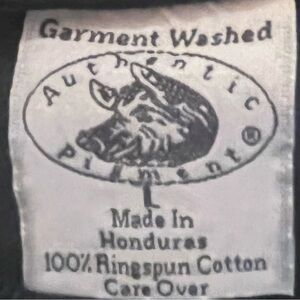 Garment Washed
Authentic
Pigment®
L
Made In
Honduras
100% Ringspun Cotton
Care Over